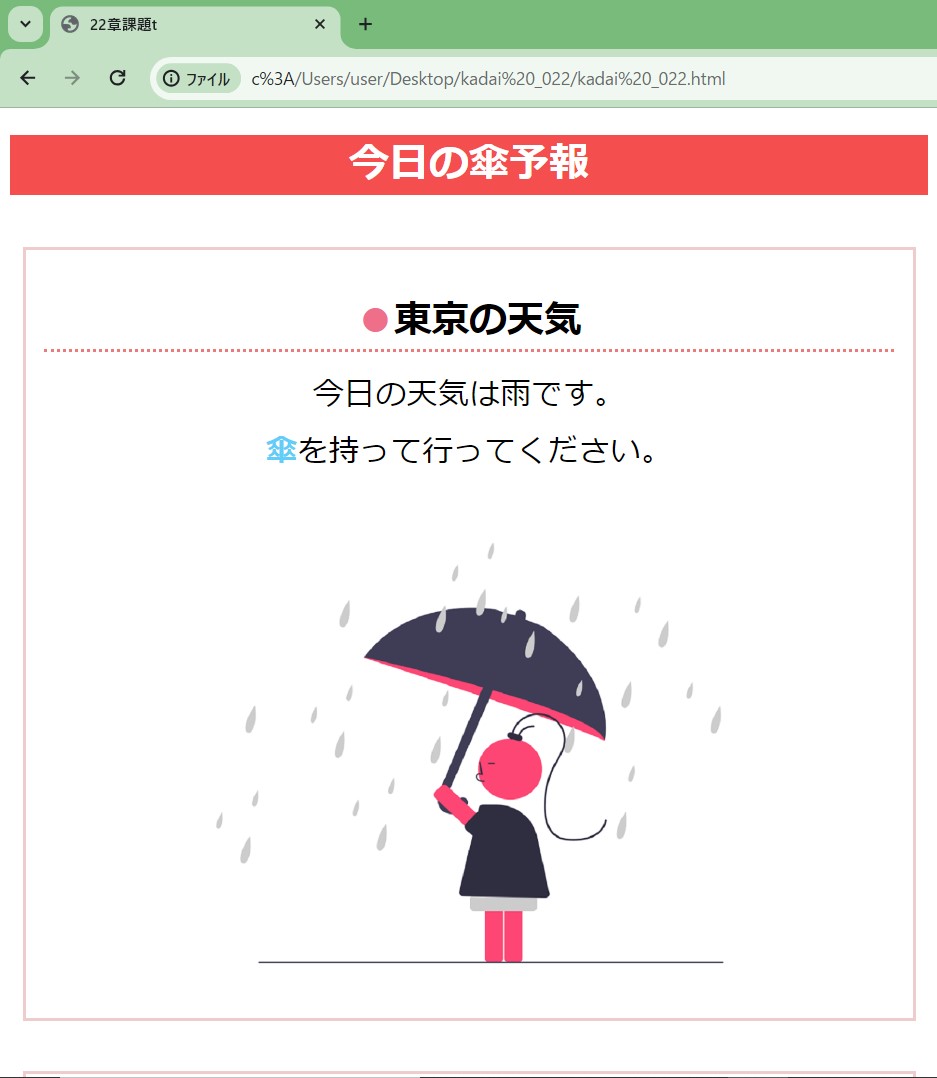 22章課題t
ファイル c%3A/Users/user/Desktop/kadai%20_022/kadai%20_022.html
今日の傘予報
東京の天気
今日の天気は雨です。
傘を持って行ってください。